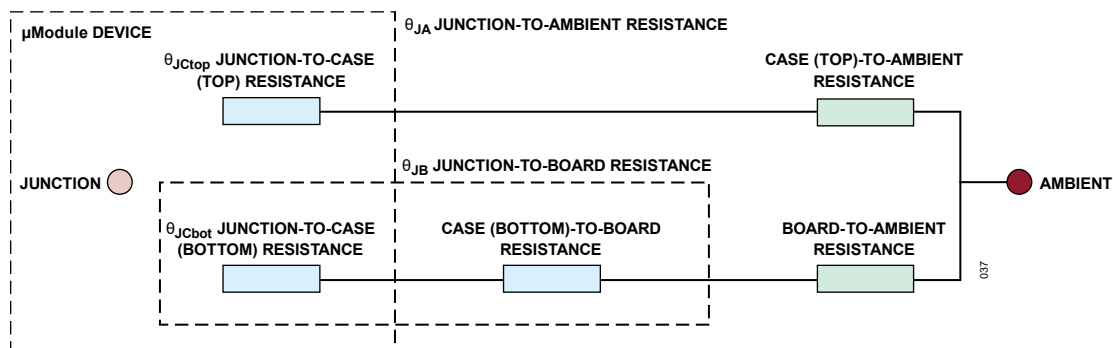 µModule DEVICE
θJA JUNCTION-TO-AMBIENT RESISTANCE
θJCtop JUNCTION-TO-CASE
(TOP) RESISTANCE
CASE (TOP)-TO-AMBIENT
RESISTANCE
θJB JUNCTION-TO-BOARD RESISTANCE
JUNCTION
AMBIENT
θJCbot JUNCTION-TO-CASE
(BOTTOM) RESISTANCE
CASE (BOTTOM)-TO-BOARD
RESISTANCE
BOARD-TO-AMBIENT
RESISTANCE
037